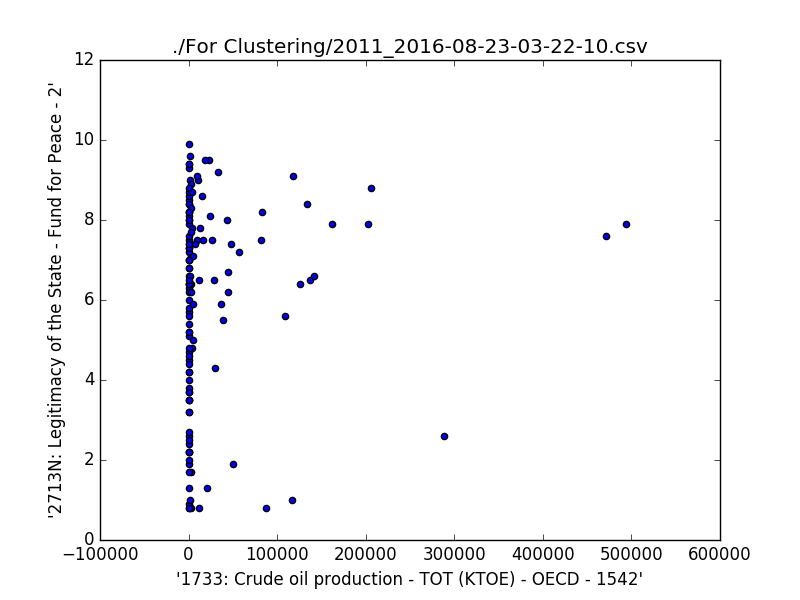 ./For Clustering/2011_2016-08-23-03-22-10.csv
12
10
8
6
4
2
0
'2713N: Legitimacy of the State - Fund for Peace - 2'
−100000 0 100000 200000 300000 400000 500000 600000
'1733: Crude oil production - TOT (KTOE) - OECD - 1542'